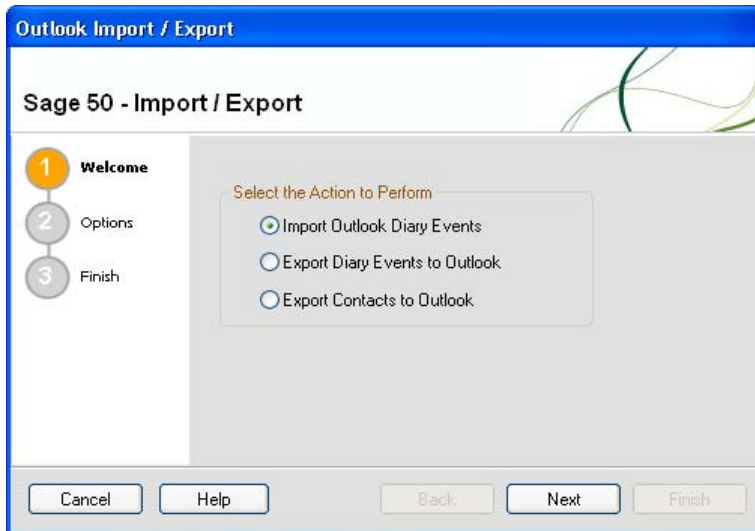 Outlook Import / Export
Sage 50 - Import / Export
1 Welcome
2 Options
3 Finish
Select the Action to Perform
Import Outlook Diary Events
Export Diary Events to Outlook
Export Contacts to Outlook
Cancel Help Back Next Finish